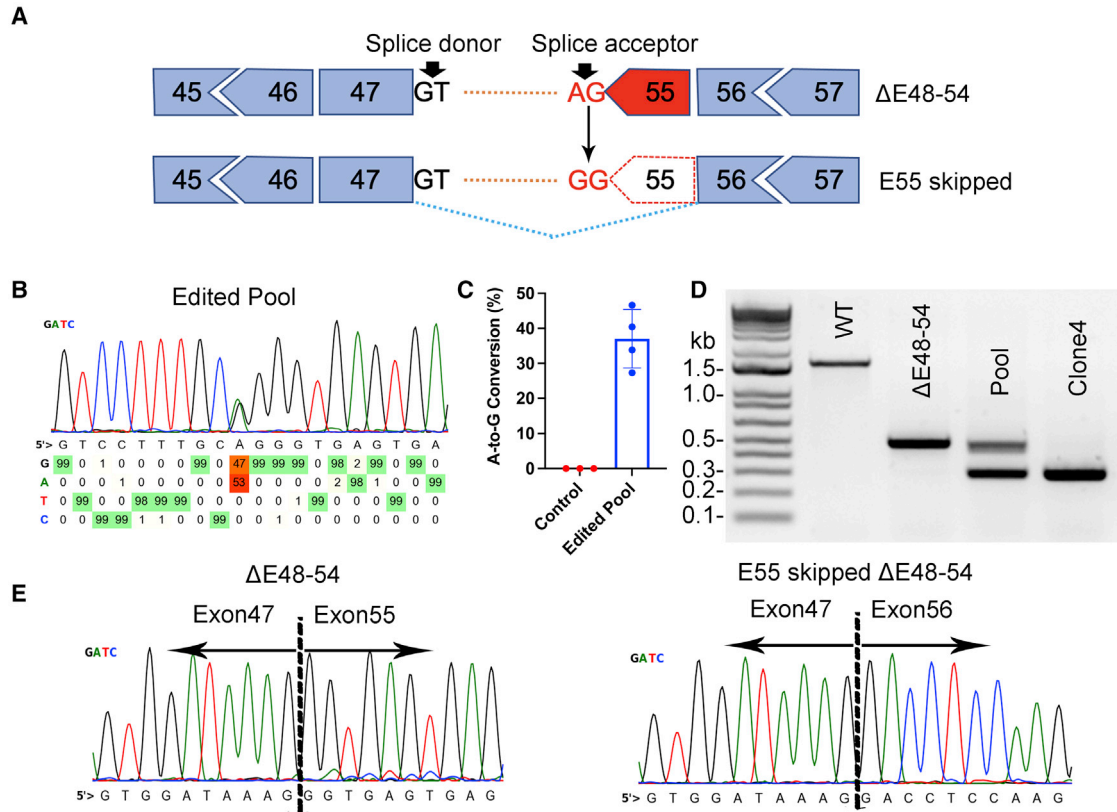 A
Splice donor Splice acceptor
45 46 47 GT AG 55 56 57 ΔE48-54
45 46 47 GT GG 55 56 57 E55 skipped
B
Edited Pool
GATC
5'> G T C C T T T G C A G G G T G A G T G A
G 99 0 1 0 0 0 0 99 0 47 99 99 99 0 98 2 99 0 99 0
A 0 0 0 1 0 0 0 0 0 53 0 0 0 0 2 98 1 0 0 99
T 0 99 0 0 98 99 99 0 0 0 0 0 1 99 0 0 0 99 0 0
C 0 0 99 99 1 1 0 0 99 0 0 1 0 0 0 0 0 0 0 0
C
A-to-G Conversion (%)
50
40
30
20
10
0
Control
Edited Pool
D
kb
1.5-
1.0-
0.5-
0.3-
0.2-
0.1-
WT
ΔE48-54
Pool
Clone4
E
ΔE48-54
Exon47 Exon55
GATC
5'> G T G G A T A A A G G G T G A G T G A G
E55 skipped ΔE48-54
Exon47 Exon56
GATC
5'> G T G G A T A A A G G A C C T C C A A G